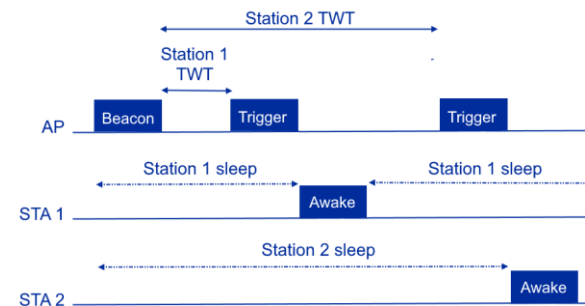 Station 2 TWT
Station 1
TWT
Beacon
Trigger
Trigger
AP
Station 1 sleep
Station 1 sleep
Awake
STA 1
Station 2 sleep
Awake
STA 2